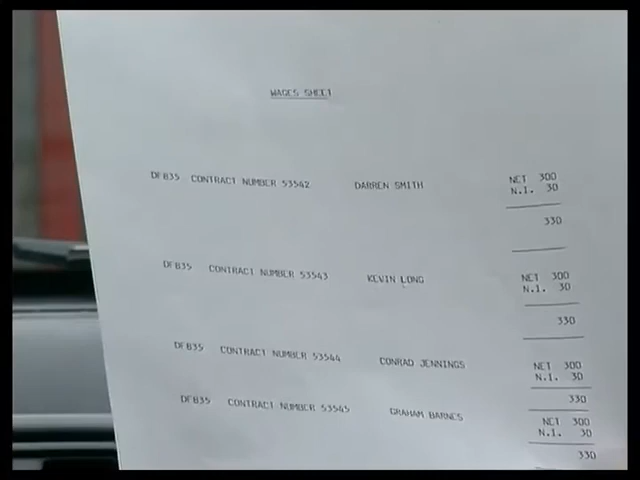 WAGES SHEET
DFB35 CONTRACT NUMBER 53542 DARREN SMITH NET 300
N.I. 30
330
DFB35 CONTRACT NUMBER 53543 KEVIN LONG NET 300
N.I. 30
330
DFB35 CONTRACT NUMBER 53544 CONRAD JENNINGS NET 300
N.I. 30
330
DFB35 CONTRACT NUMBER 53545 GRAHAM BARNES NET 300
N.I. 30
330